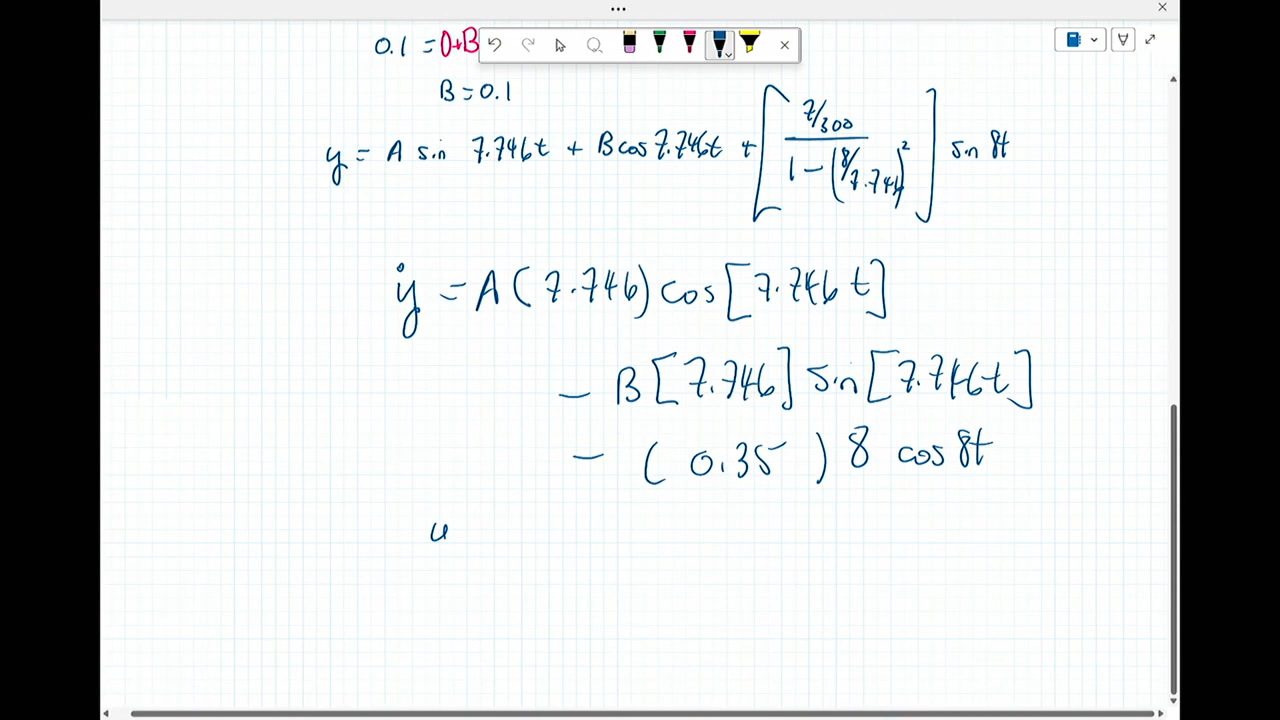 0.1 = 0+B
B = 0.1
y = A sin 7.746t + B cos 7.746t + [ 7/300 / 1 - (8/7.746)² ] sin 8t
ẏ = A(7.746) cos[7.746 t]
- B[7.746] sin[7.746t]
- ( 0.35 ) 8 cos 8t